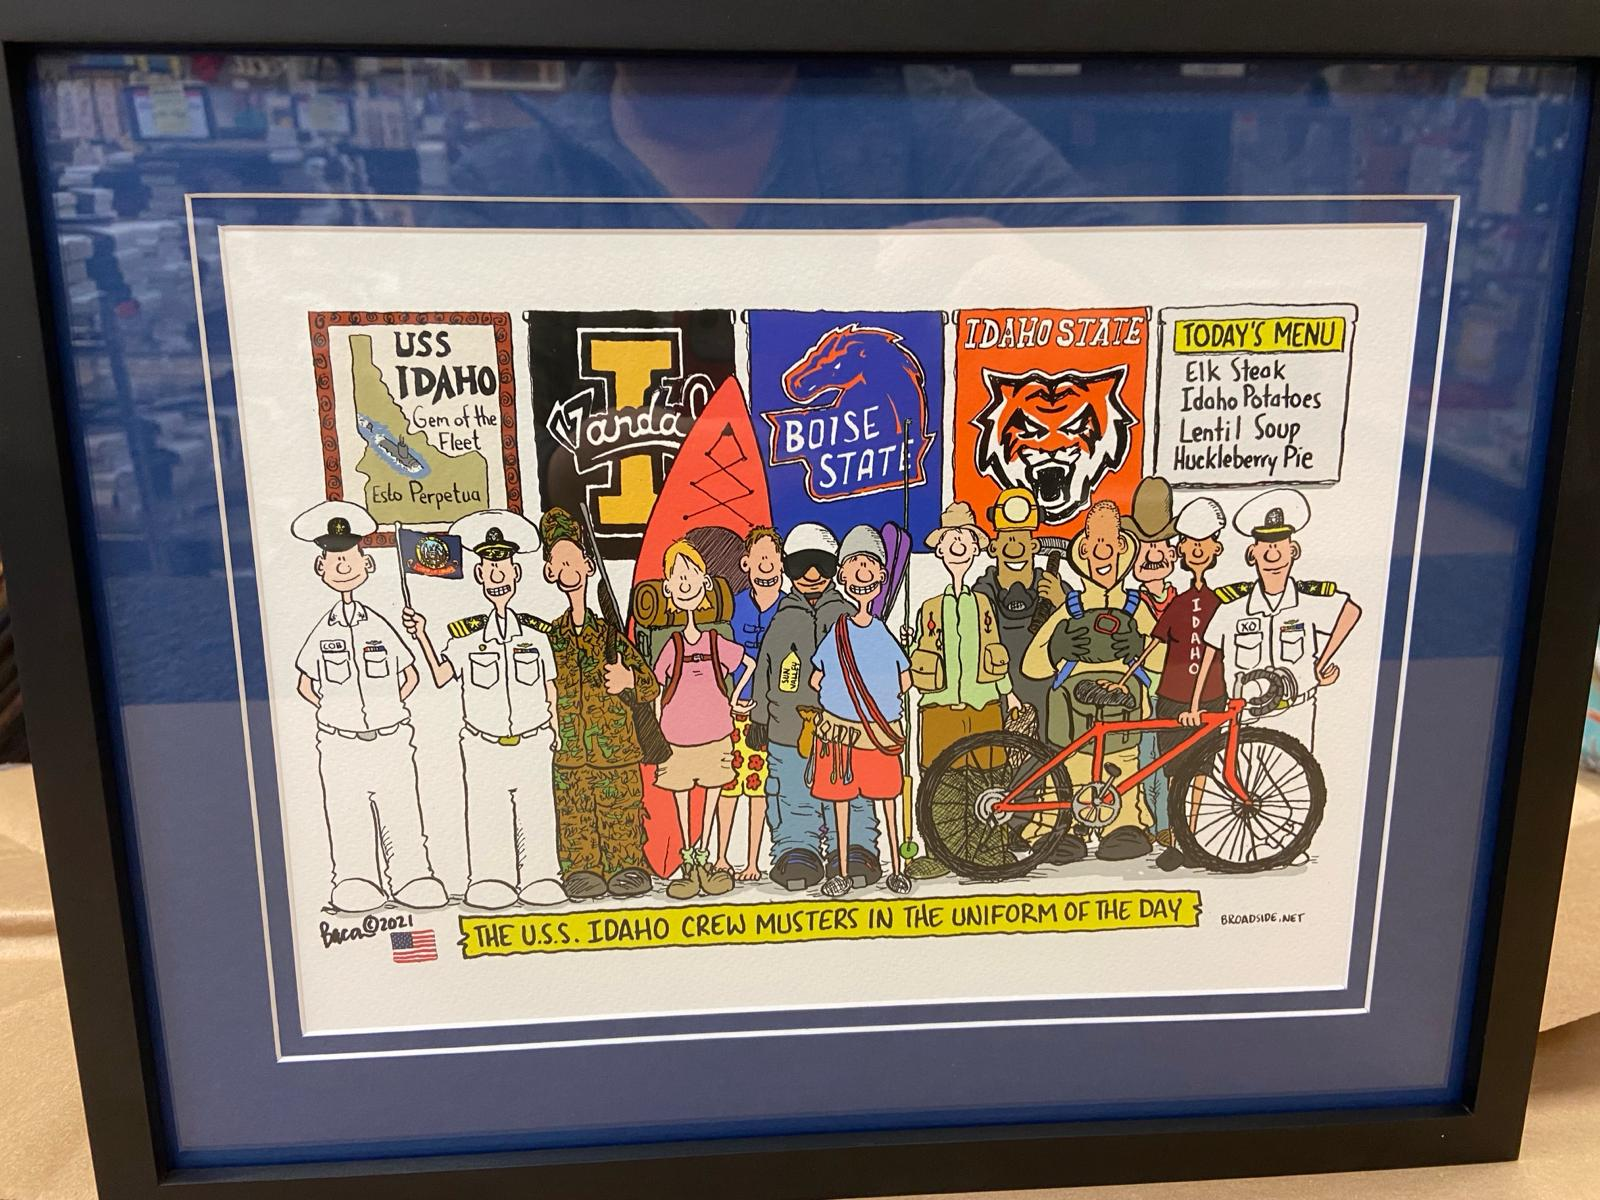 USS
IDAHO
Gem of the
Fleet
Esto Perpetua
I
Vandals
BOISE
STATE
IDAHO STATE
TODAY'S MENU
Elk Steak
Idaho Potatoes
Lentil Soup
Huckleberry Pie
COB
SUN
VALLEY
IDAHO
XO
Baca ©2021
THE U.S.S. IDAHO CREW MUSTERS IN THE UNIFORM OF THE DAY
BROADSIDE.NET